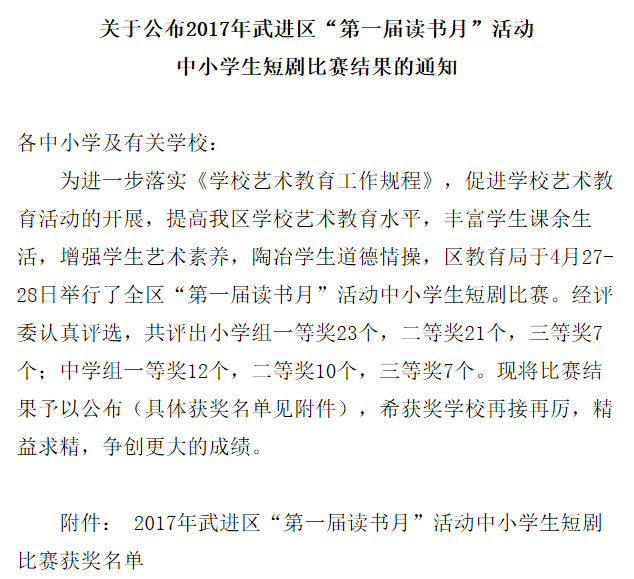 关于公布2017年武进区“第一届读书月”活动
中小学生短剧比赛结果的通知
各中小学及有关学校：
为进一步落实《学校艺术教育工作规程》，促进学校艺术教
育活动的开展，提高我区学校艺术教育水平，丰富学生课余生
活，增强学生艺术素养，陶冶学生道德情操，区教育局于4月27-
28日举行了全区“第一届读书月”活动中小学生短剧比赛。经评
委认真评选，共评出小学组一等奖23个，二等奖21个，三等奖7
个；中学组一等奖12个，二等奖10个，三等奖7个。现将比赛结
果予以公布（具体获奖名单见附件），希获奖学校再接再厉，精
益求精，争创更大的成绩。
附件： 2017年武进区“第一届读书月”活动中小学生短剧
比赛获奖名单